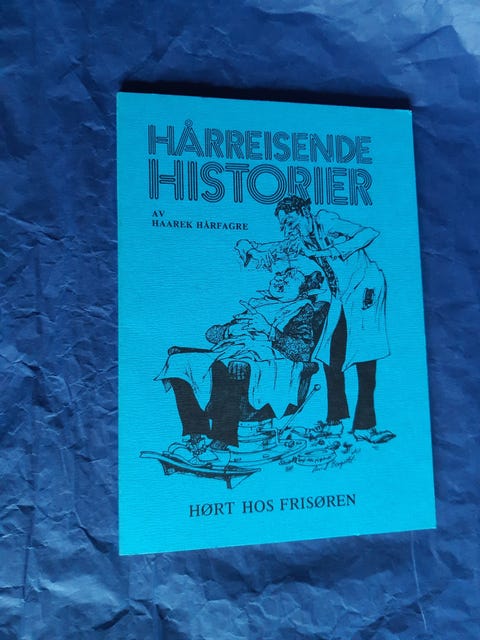 HÅRREISENDE
HISTORIER
AV
HAAREK HÅRFAGRE
HØRT HOS FRISØREN